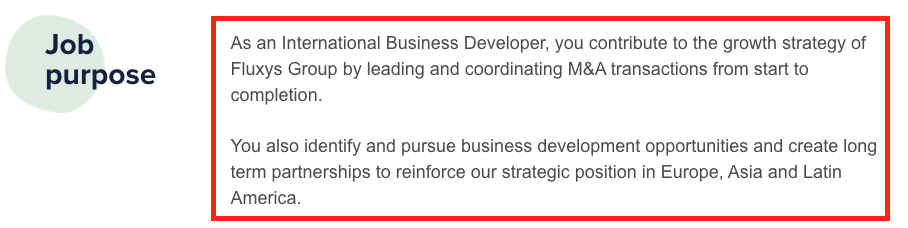 Job
purpose
As an International Business Developer, you contribute to the growth strategy of
Fluxys Group by leading and coordinating M&A transactions from start to
completion.
You also identify and pursue business development opportunities and create long
term partnerships to reinforce our strategic position in Europe, Asia and Latin
America.